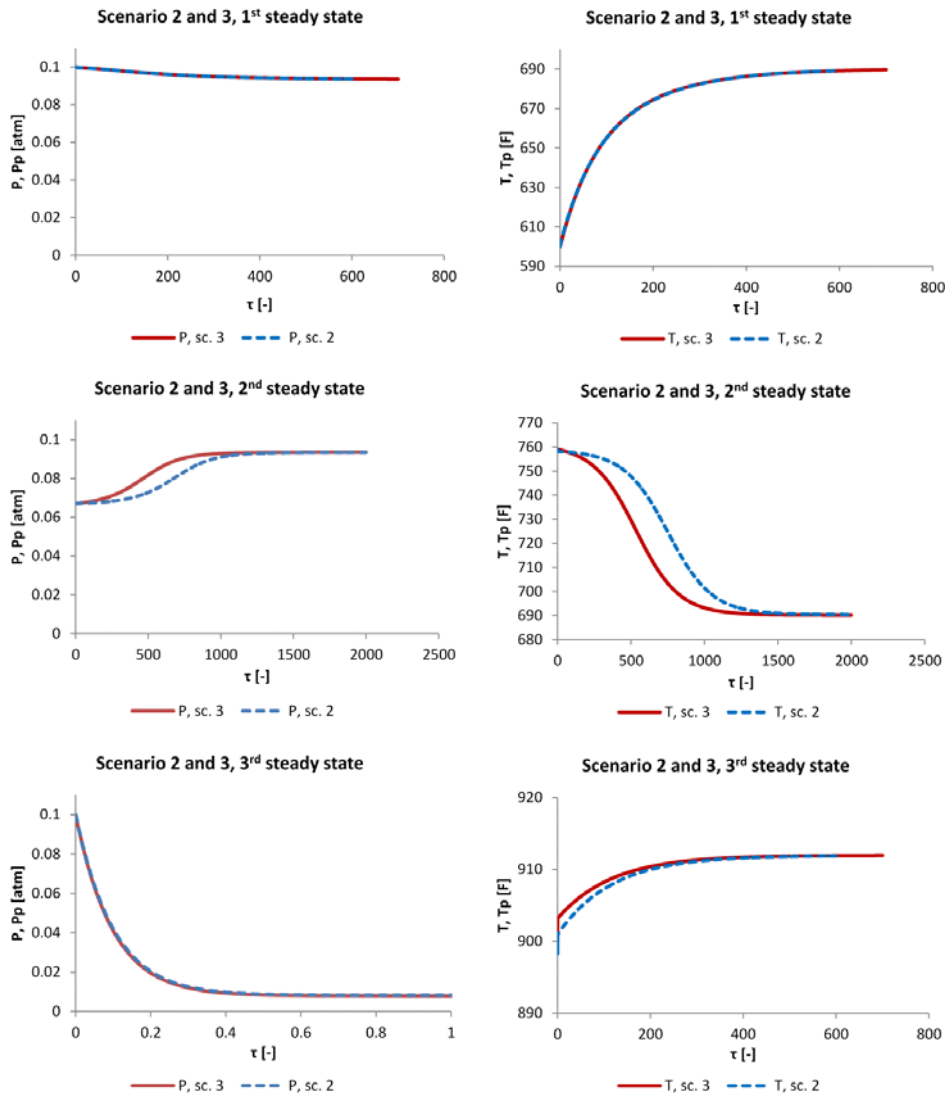 Scenario 2 and 3, 1st steady state
P, Pp [atm]
0.1
0.08
0.06
0.04
0.02
0
0 200 400 600 800
τ [-]
P, sc. 3 P, sc. 2
Scenario 2 and 3, 1st steady state
T, Tp [F]
690
670
650
630
610
590
0 200 400 600 800
τ [-]
T, sc. 3 T, sc. 2
Scenario 2 and 3, 2nd steady state
P, Pp [atm]
0.1
0.08
0.06
0.04
0.02
0
0 500 1000 1500 2000 2500
τ [-]
P, sc. 3 P, sc. 2
Scenario 2 and 3, 2nd steady state
T, Tp [F]
770
760
750
740
730
720
710
700
690
680
0 500 1000 1500 2000 2500
τ [-]
T, sc. 3 T, sc. 2
Scenario 2 and 3, 3rd steady state
P, Pp [atm]
0.1
0.08
0.06
0.04
0.02
0
0 0.2 0.4 0.6 0.8 1
τ [-]
P, sc. 3 P, sc. 2
Scenario 2 and 3, 3rd steady state
T, Tp [F]
920
910
900
890
0 200 400 600 800
τ [-]
T, sc. 3 T, sc. 2